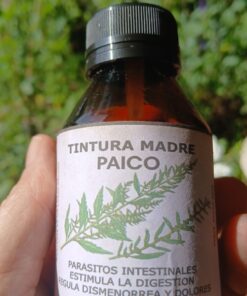 TINTURA MADRE
PAICO
PARASITOS INTESTINALES
ESTIMULA LA DIGESTION
REGULA DISMENORREA Y DOLORES